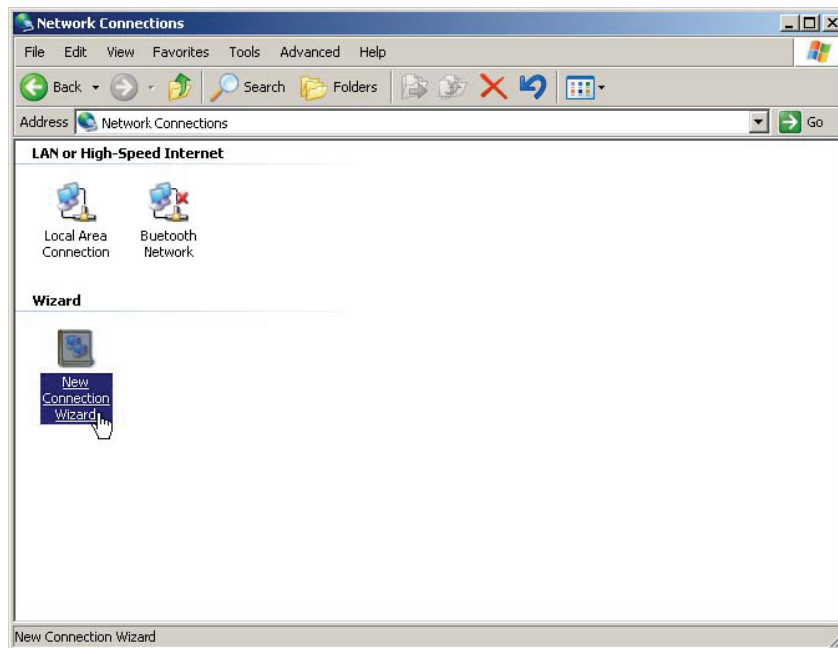 Network Connections
File Edit View Favorites Tools Advanced Help
Back Search Folders
Address Network Connections Go
LAN or High-Speed Internet
Local Area
Connection
Buetooth
Network
Wizard
New
Connection
Wizard
New Connection Wizard